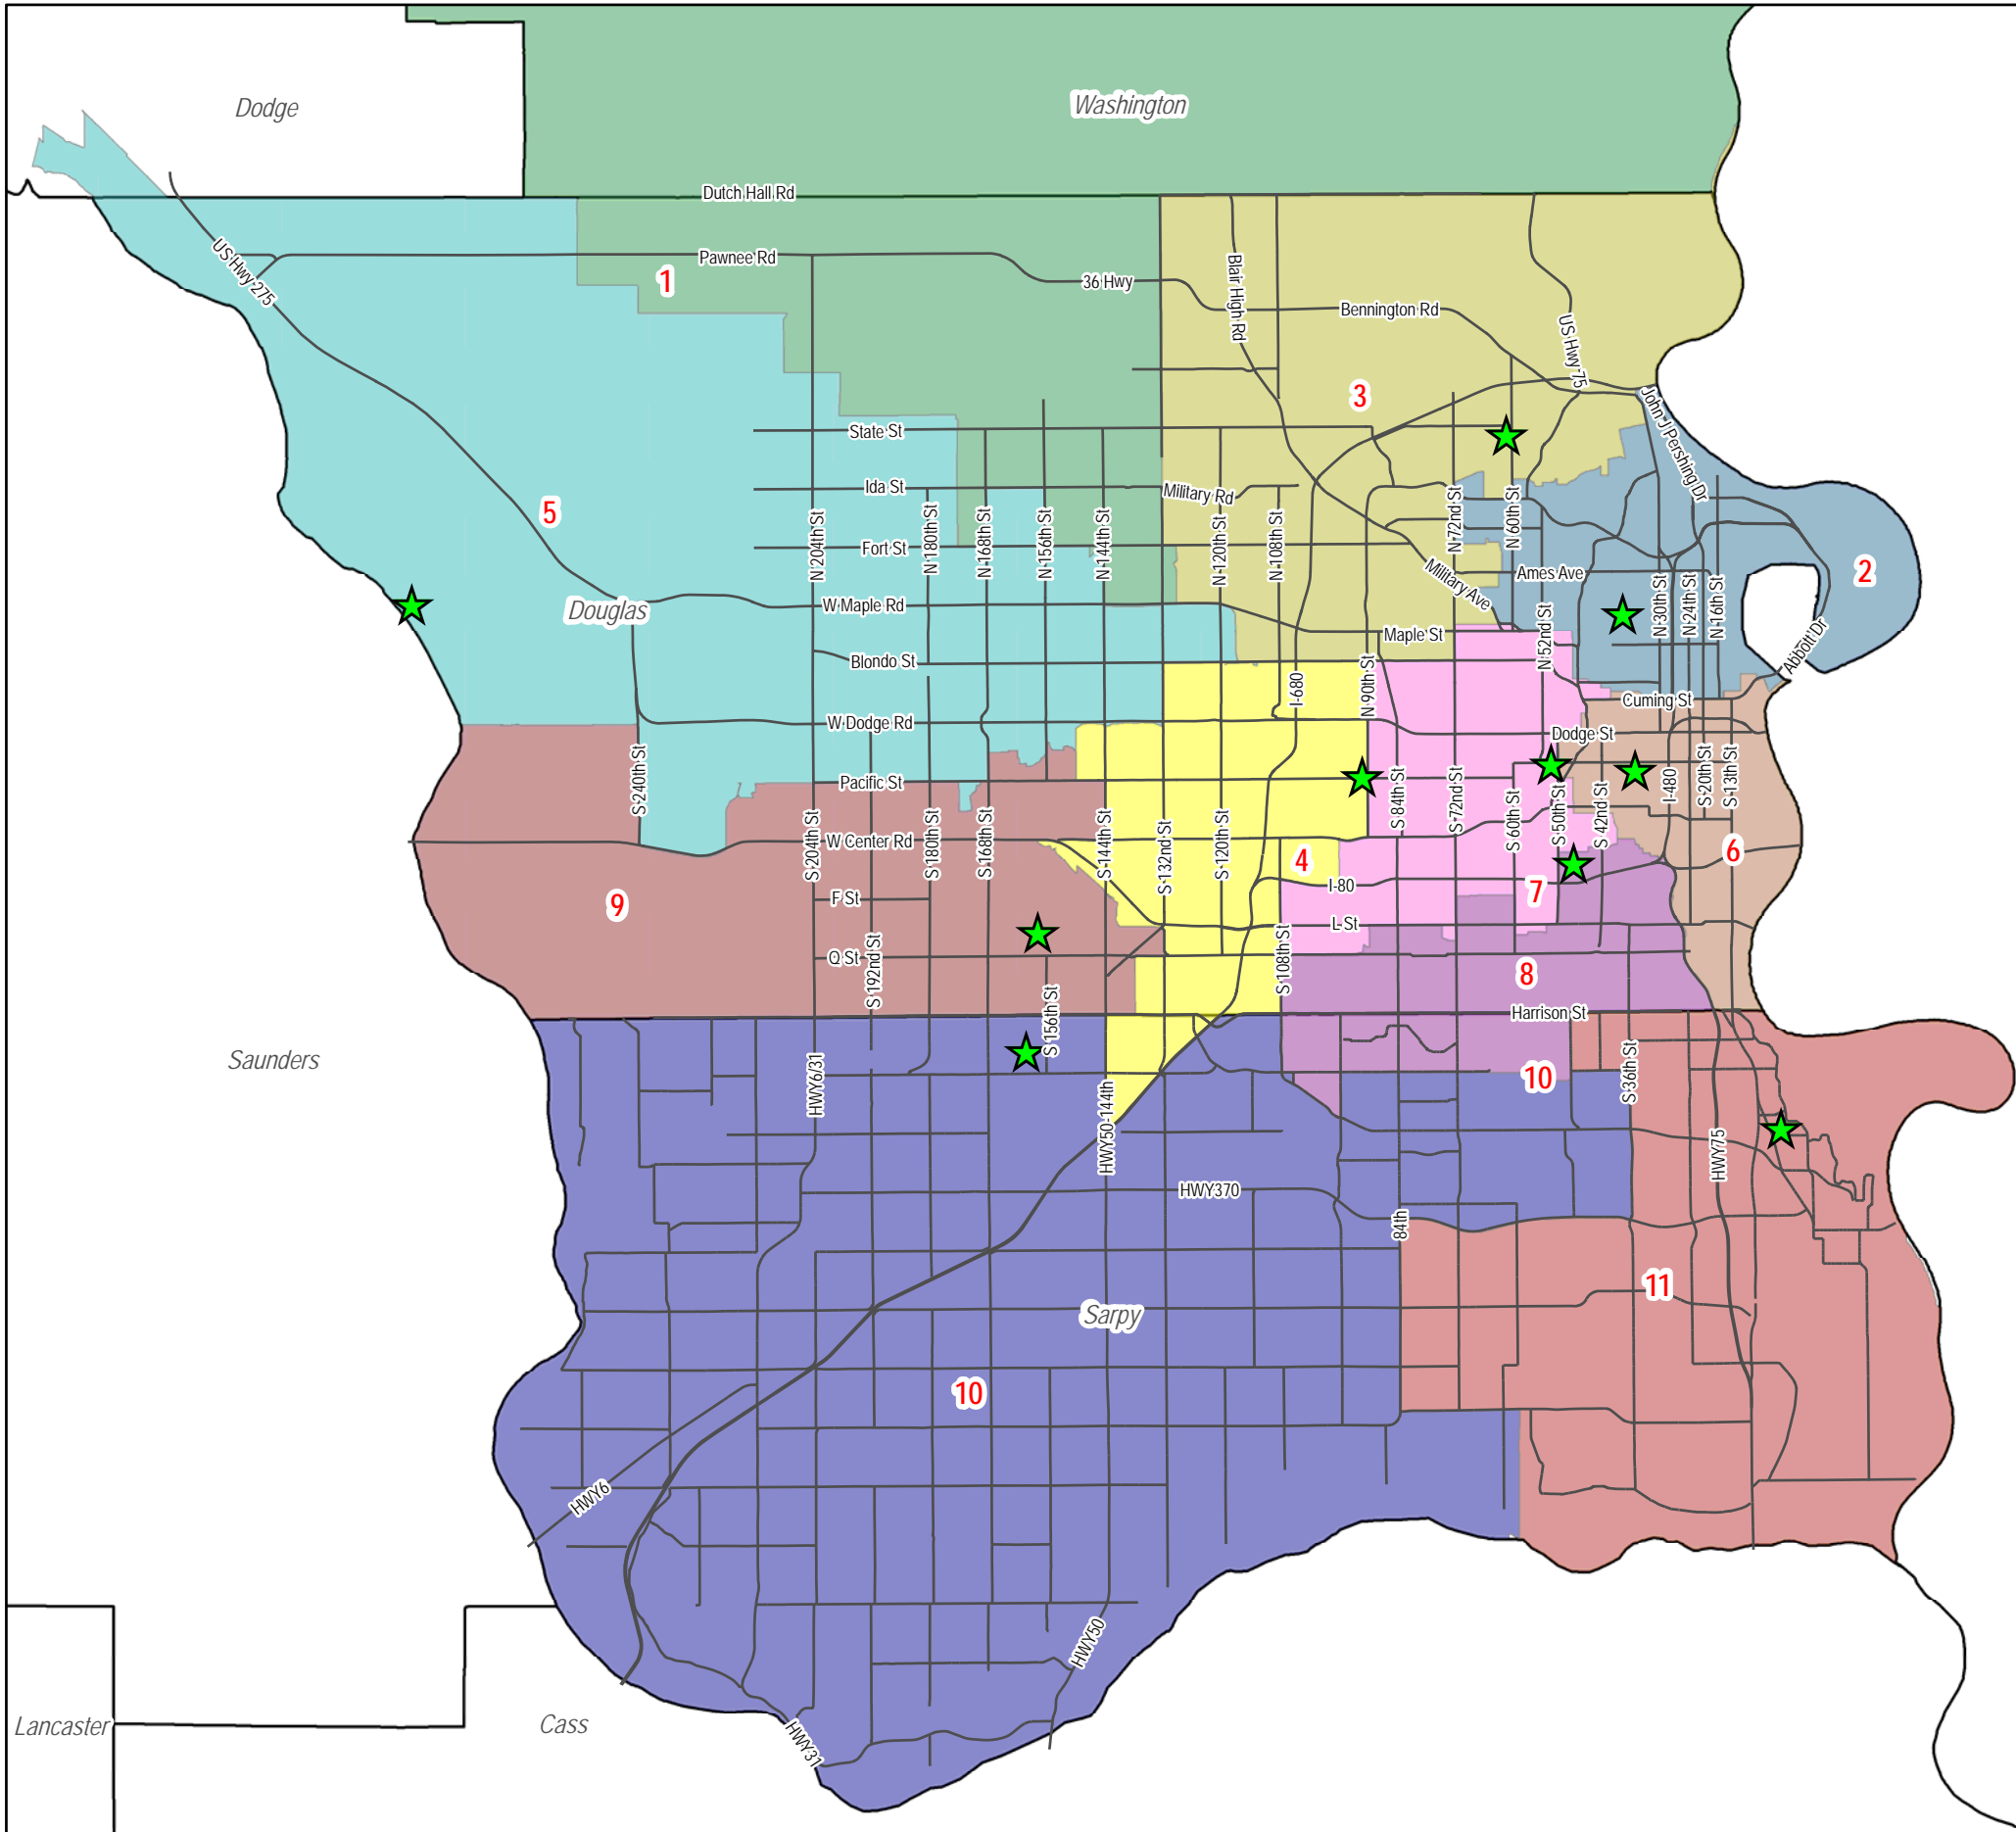 Dodge
Washington
Dutch Hall Rd
US Hwy 275
Pawnee Rd
1
36 Hwy
Blair High Rd
Bennington Rd
US Hwy 75
3
John J Pershing Dr
State St
Ida St
Military Rd
5
N 204th St
N 180th St
N 168th St
N 156th St
N 144th St
N 120th St
N 108th St
N 72nd St
N 60th St
Fort St
Military Ave
Ames Ave
2
Douglas
W Maple Rd
Maple St
N 52nd St
N 30th St
N 24th St
N 16th St
Abbott Dr
Blondo St
I-680
N 90th St
Cuming St
W Dodge Rd
Dodge St
S 240th St
Pacific St
S 84th St
S 72nd St
S 60th St
S 50th St
S 42nd St
I-480
S 20th St
S 13th St
W Center Rd
S 204th St
S 180th St
S 168th St
S 144th St
S 132nd St
S 120th St
4
6
I-80
7
9
F St
L St
Q St
S 192nd St
S 108th St
8
S 156th St
Harrison St
Saunders
HWY6/31
10
S 36th St
HWY50-144th
HWY75
HWY370
84th
11
Sarpy
10
HWY6
HWY50
HWY31
Lancaster
Cass